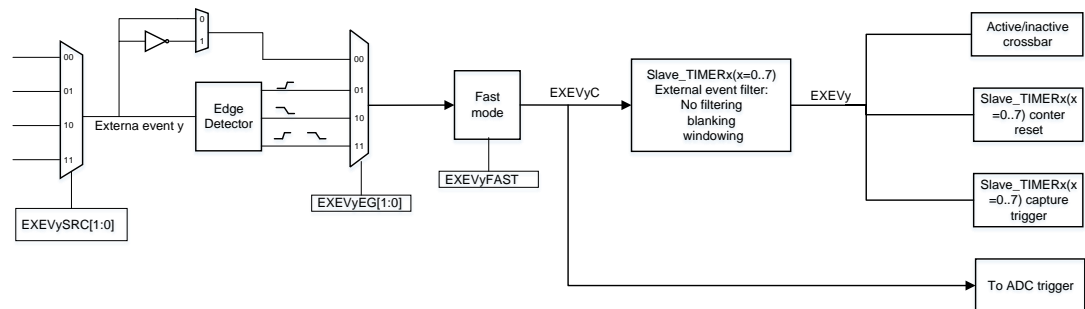 00
01
10
11
EXEVySRC[1:0]
Externa event y
0
1
Edge
Detector
00
01
10
11
EXEVyEG[1:0]
Fast
mode
EXEVyFAST
EXEVyC
Slave_TIMERx(x=0..7)
External event filter:
No filtering
blanking
windowing
EXEVy
Active/inactive
crossbar
Slave_TIMERx(x
=0..7) conter
reset
Slave_TIMERx(x
=0..7) capture
trigger
To ADC trigger